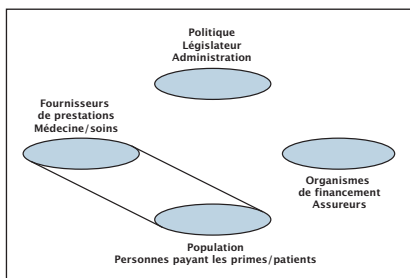 Politique
Législateur
Administration
Fournisseurs
de prestations
Médecine/soins
Organismes
de financement
Assureurs
Population
Personnes payant les primes/patients